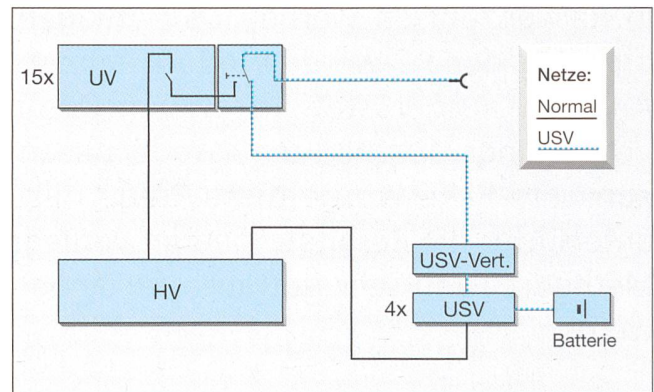 15x
UV
Netze:
Normal
USV
USV-Vert.
HV
4x
USV
Batterie